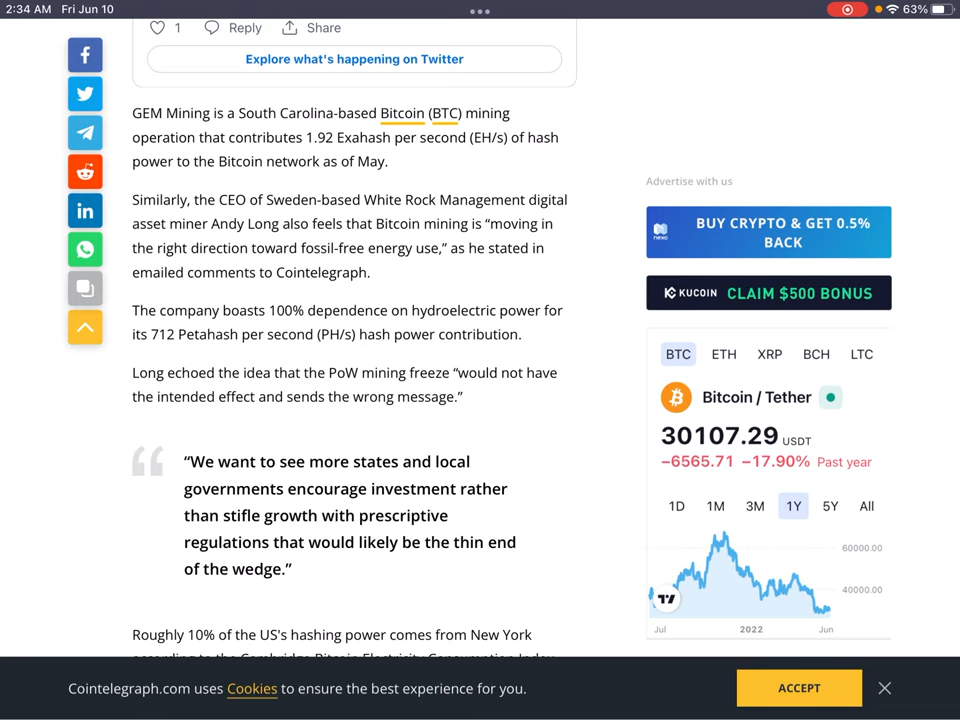 2:34 AM Fri Jun 10
63%
1 Reply Share
Explore what's happening on Twitter
GEM Mining is a South Carolina-based Bitcoin (BTC) mining
operation that contributes 1.92 Exahash per second (EH/s) of hash
power to the Bitcoin network as of May.
Similarly, the CEO of Sweden-based White Rock Management digital
asset miner Andy Long also feels that Bitcoin mining is “moving in
the right direction toward fossil-free energy use,” as he stated in
emailed comments to Cointelegraph.
The company boasts 100% dependence on hydroelectric power for
its 712 Petahash per second (PH/s) hash power contribution.
Long echoed the idea that the PoW mining freeze “would not have
the intended effect and sends the wrong message.”
“We want to see more states and local
governments encourage investment rather
than stifle growth with prescriptive
regulations that would likely be the thin end
of the wedge.”
Roughly 10% of the US's hashing power comes from New York
according to the Cambridge Bitcoin Electricity Consumption Index
Advertise with us
nexo
BUY CRYPTO & GET 0.5%
BACK
KUCOIN CLAIM $500 BONUS
BTC ETH XRP BCH LTC
Bitcoin / Tether
30107.29 USDT
−6565.71 −17.90% Past year
1D 1M 3M 1Y 5Y All
60000.00
40000.00
Jul 2022 Jun
Cointelegraph.com uses Cookies to ensure the best experience for you.
ACCEPT